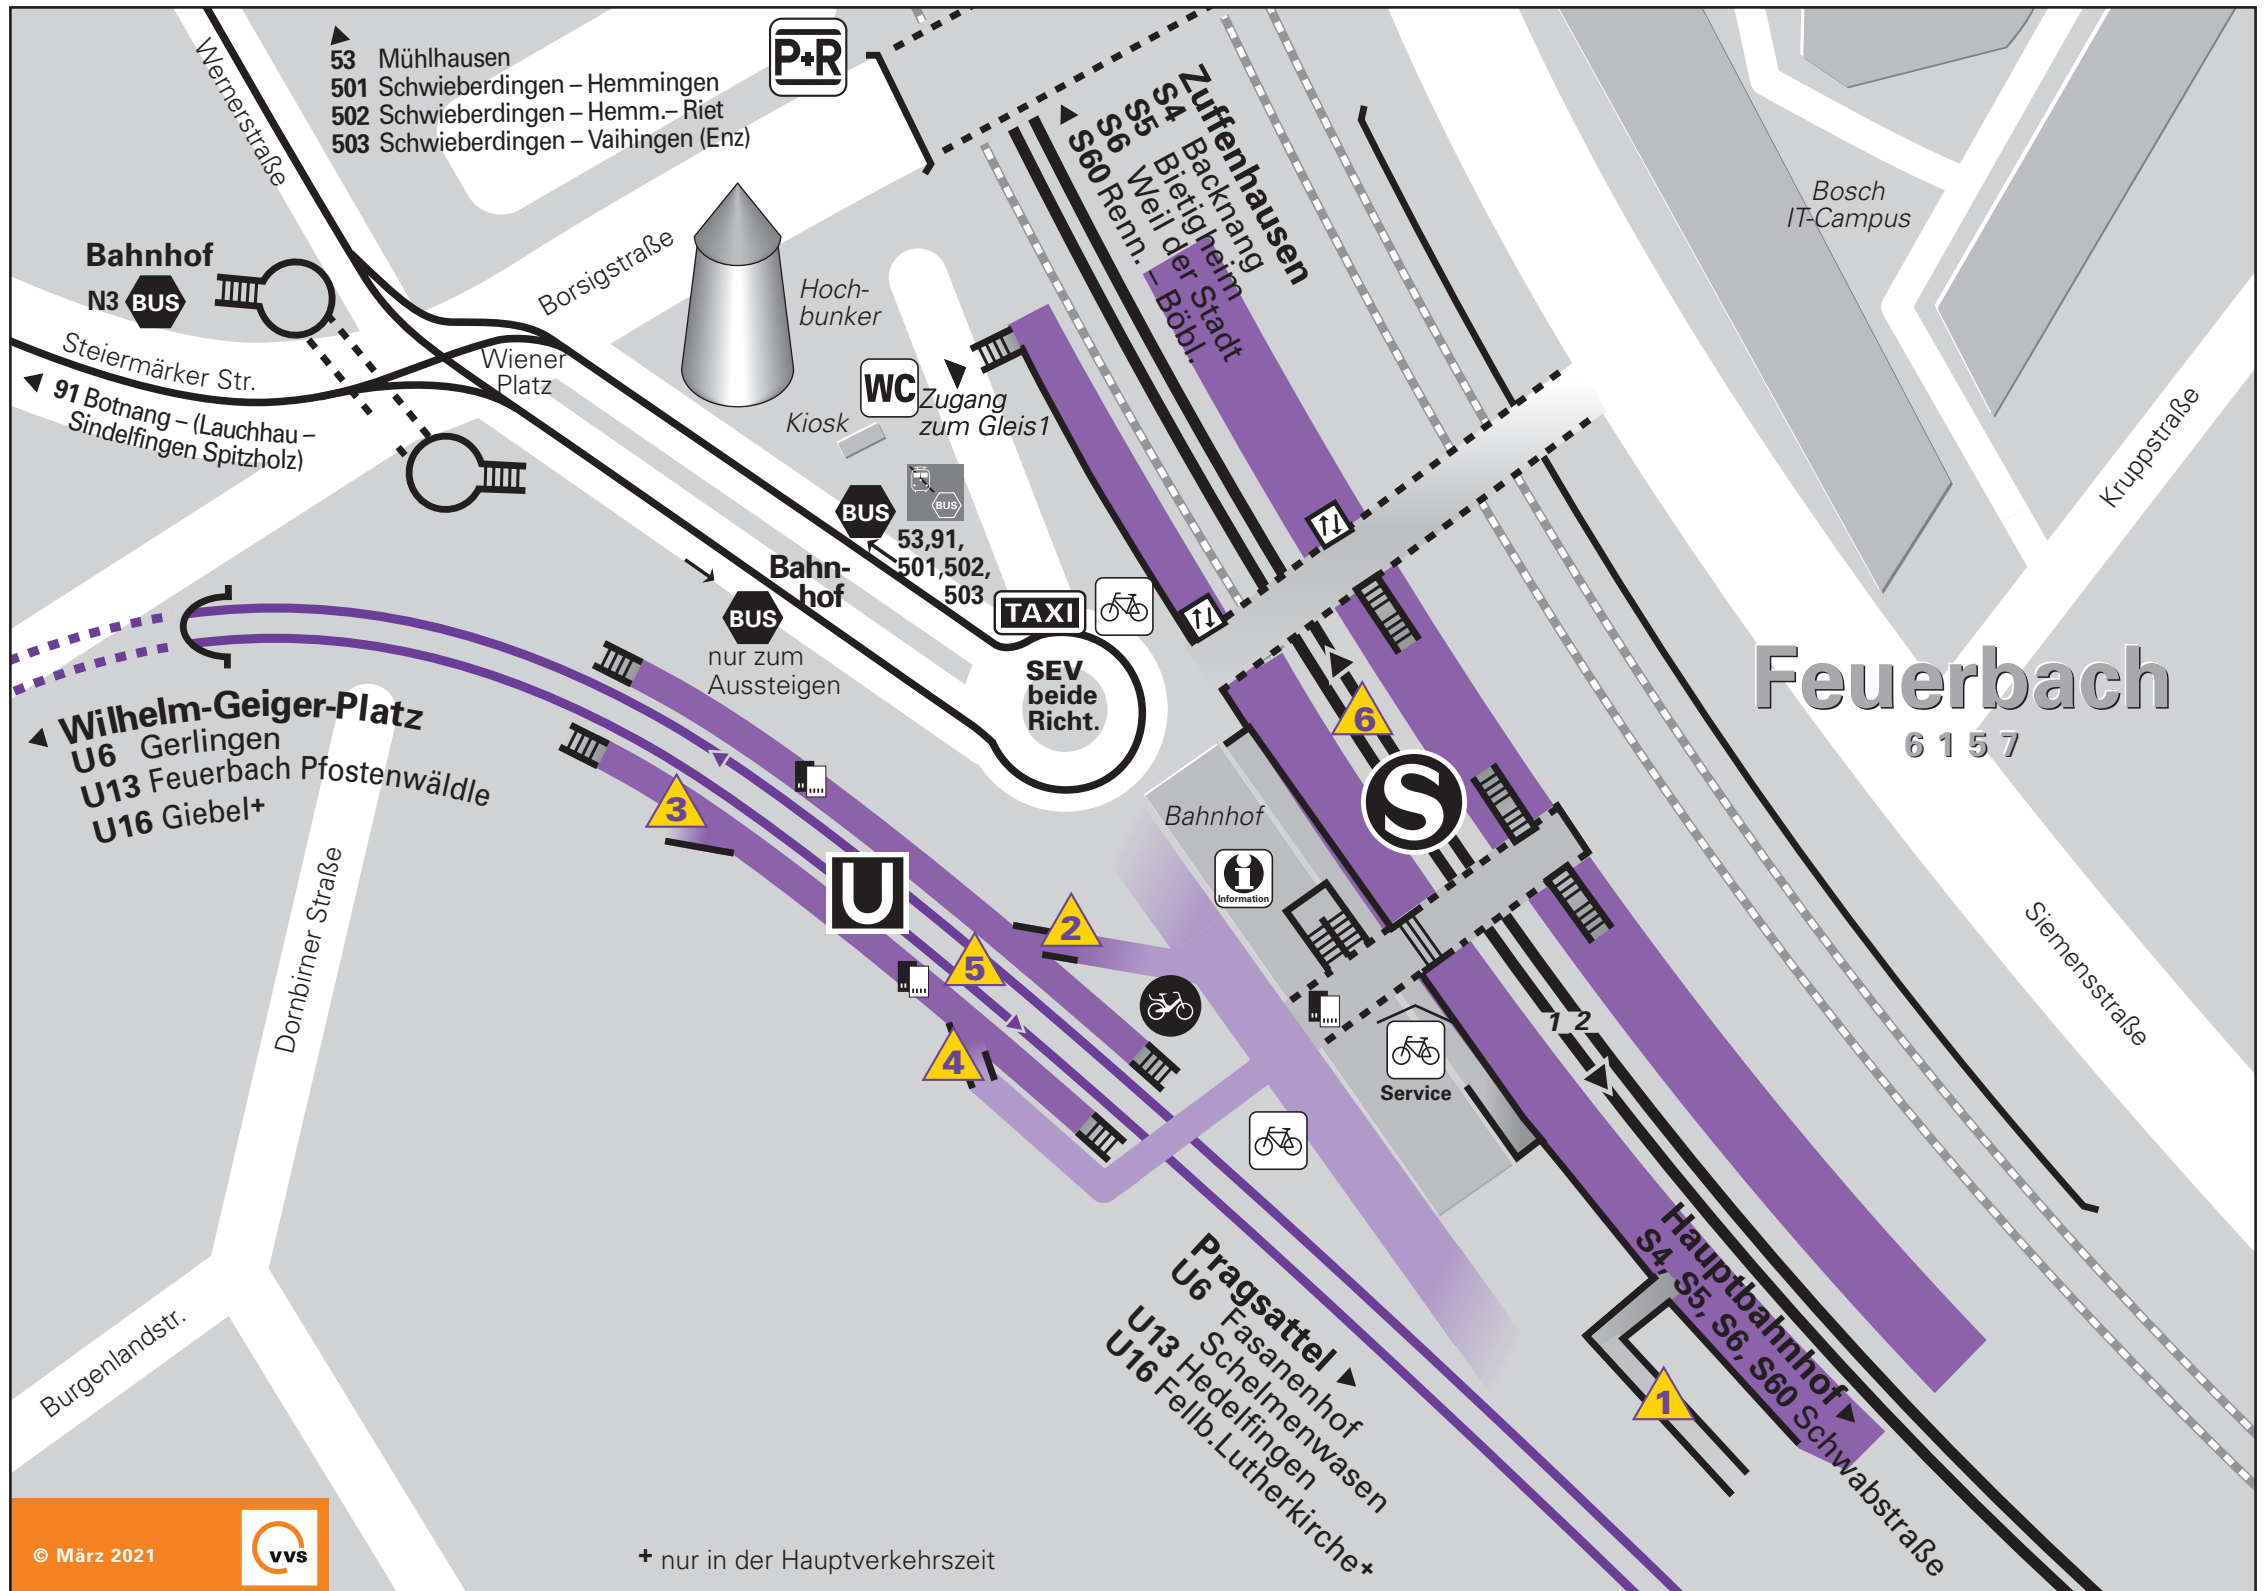 53 Mühlhausen
501 Schwieberdingen – Hemmingen
502 Schwieberdingen – Hemm.– Riet
503 Schwieberdingen – Vaihingen (Enz)
P+R
Wernerstraße
Bahnhof
N3 BUS
Steiermärker Str.
91 Botnang – (Lauchhau –
Sindelfingen Spitzholz)
Borsigstraße
Wiener
Platz
Hoch-
bunker
WC
Kiosk
Zugang
zum Gleis1
Zuffenhausen
S4 Backnang
S5 Bietigheim
S6 Weil der Stadt
S60 Renn. – Böbl.
Bosch
IT-Campus
Kruppstraße
BUS
BUS
53,91,
501,502,
503
Bahn-
hof
BUS
nur zum
Aussteigen
TAXI
SEV
beide
Richt.
Feuerbach
6157
Wilhelm-Geiger-Platz
U6 Gerlingen
U13 Feuerbach Pfostenwäldle
U16 Giebel+
6
S
3
U
Bahnhof
i
Information
2
5
4
1 2
Service
Siemensstraße
Dornbirner Straße
Burgenlandstr.
Pragsattel
U6 Fasanenhof
Schelmenwasen
U13 Hedelfingen
U16 Fellb.Lutherkirche+
Hauptbahnhof
S4, S5, S6, S60 Schwabstraße
1
© März 2021
VVS
+ nur in der Hauptverkehrszeit